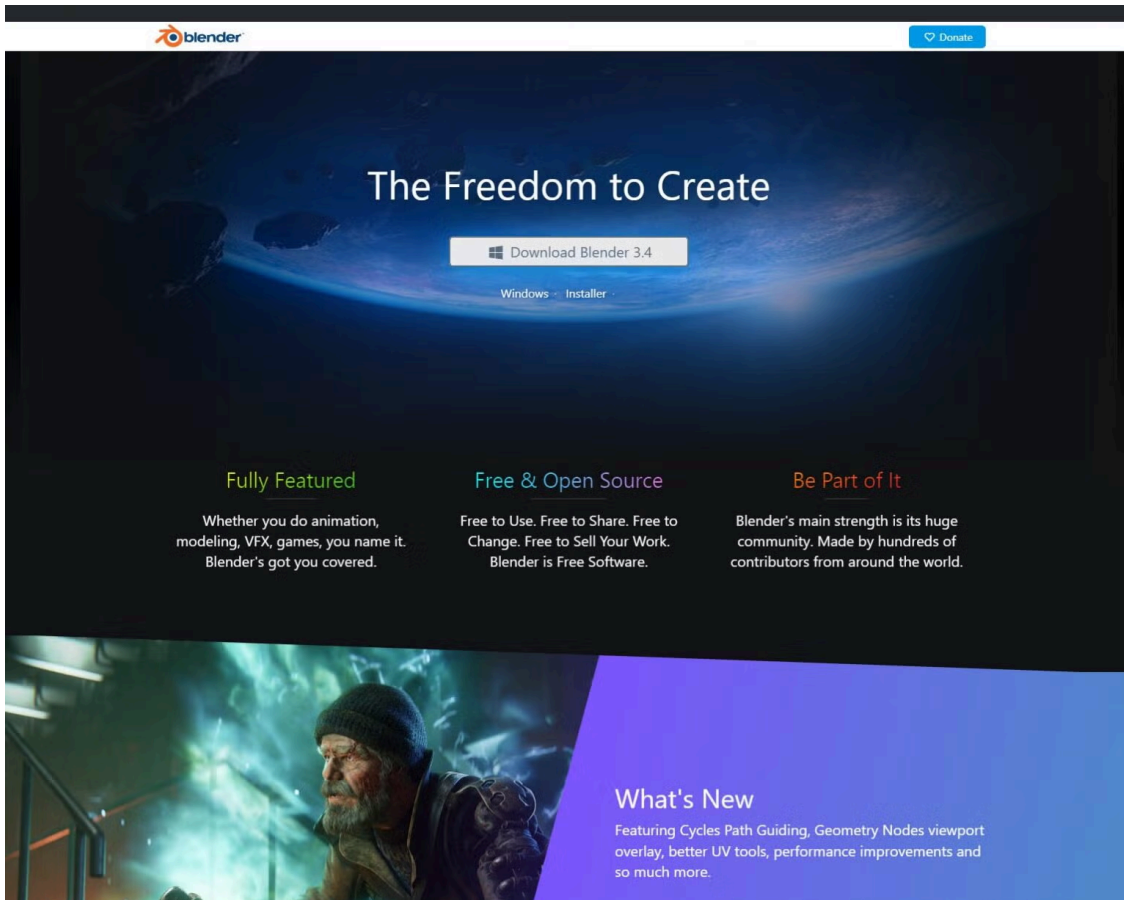 blender
Donate
The Freedom to Create
Download Blender 3.4
Windows · Installer ·
Fully Featured
Whether you do animation,
modeling, VFX, games, you name it.
Blender's got you covered.
Free & Open Source
Free to Use. Free to Share. Free to
Change. Free to Sell Your Work.
Blender is Free Software.
Be Part of It
Blender's main strength is its huge
community. Made by hundreds of
contributors from around the world.
What's New
Featuring Cycles Path Guiding, Geometry Nodes viewport
overlay, better UV tools, performance improvements and
so much more.